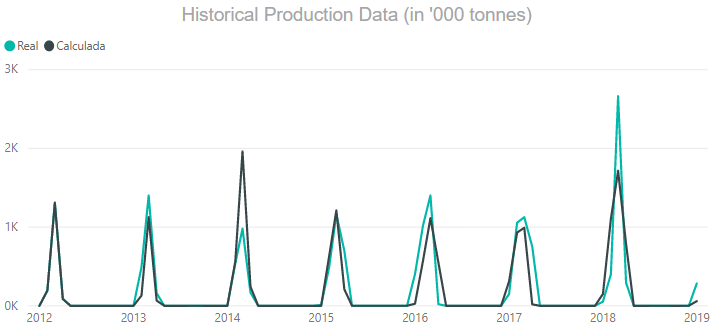 Historical Production Data (in '000 tonnes)
Real Calculada
3K
2K
1K
0K
2012 2013 2014 2015 2016 2017 2018 2019